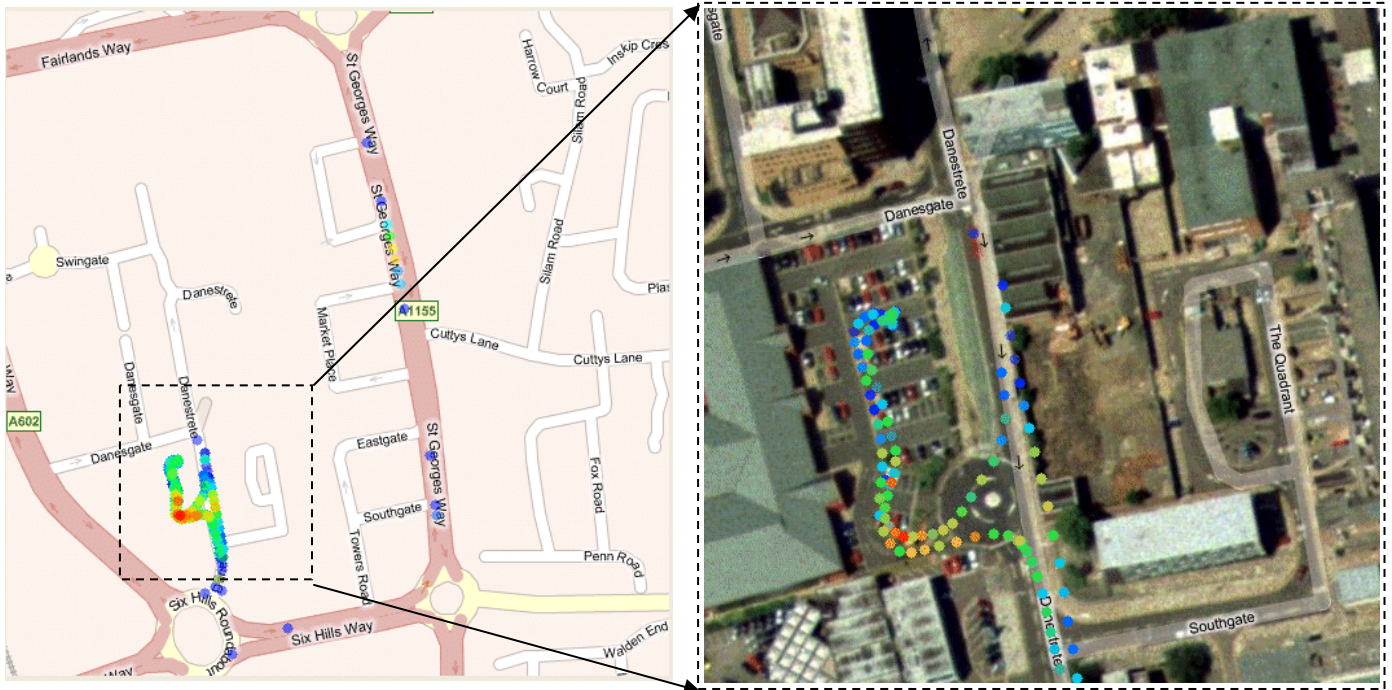 Fairlands Way
St Georges Way
Harrow Court
Inskip Cres
Silam Road
St Georges Way
Silam Road
Swingate
Danestrete
A1155
Market Place
Cuttys Lane
Cuttys Lane
Way
A602
Danesgate
Danestrete
Danesgate
Eastgate
St Georges Way
Fox Road
Southgate
Towers Road
Penn Road
Six Hills Roundabout
Six Hills Way
Walden End
Way
sgate
Danestrete
Danesgate
The Quadrant
Danestrete
Southgate